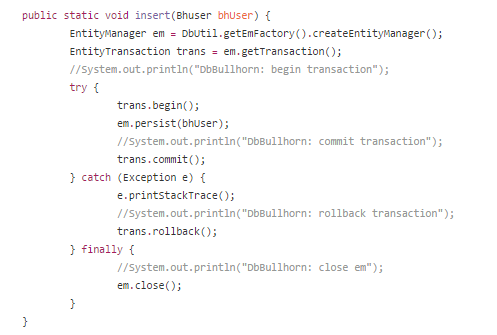 public static void insert(Bhuser bhUser) {
EntityManager em = DbUtil.getEmFactory().createEntityManager();
EntityTransaction trans = em.getTransaction();
//System.out.println("DbBullhorn: begin transaction");
try {
trans.begin();
em.persist(bhUser);
//System.out.println("DbBullhorn: commit transaction");
trans.commit();
} catch (Exception e) {
e.printStackTrace();
//System.out.println("DbBullhorn: rollback transaction");
trans.rollback();
} finally {
//System.out.println("DbBullhorn: close em");
em.close();
}
}